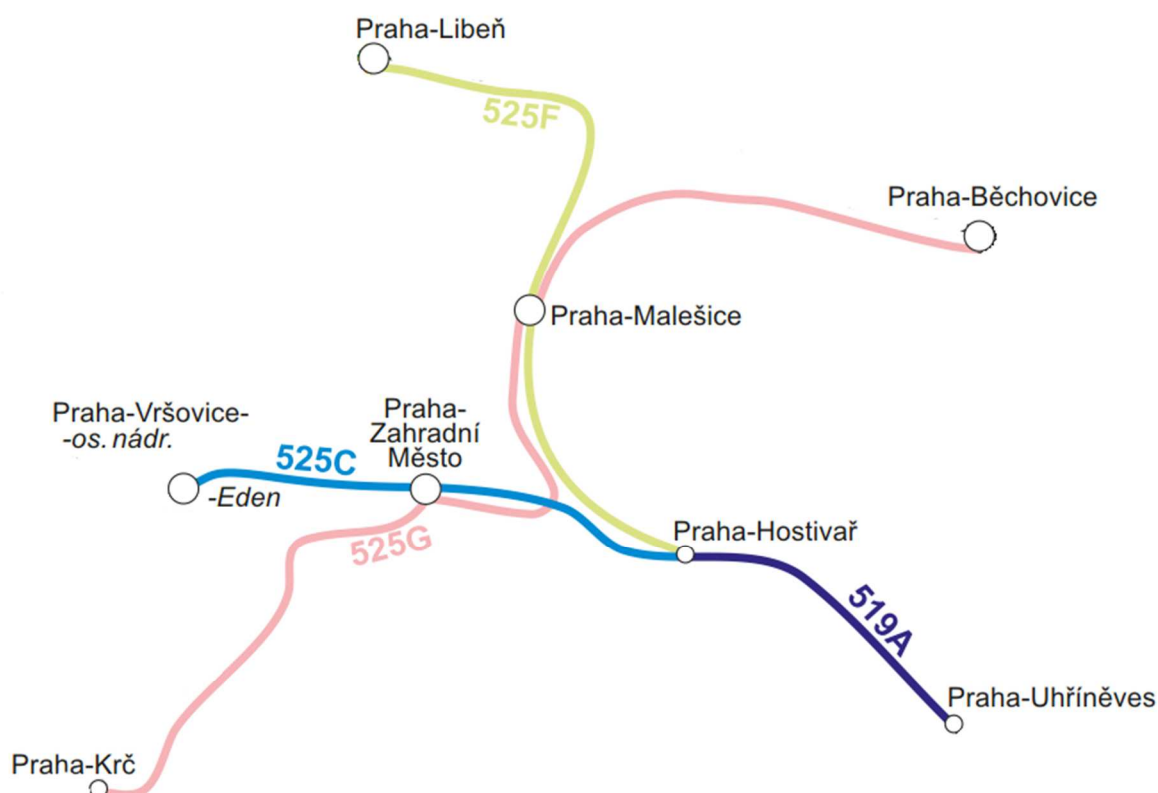 Praha-Libeň
525F
Praha-Běchovice
Praha-Malešice
Praha-Vršovice-
-os. nádr.
Praha-
Zahradní
Město
525C
-Eden
525G
Praha-Hostivař
519A
Praha-Uhříněves
Praha-Krč